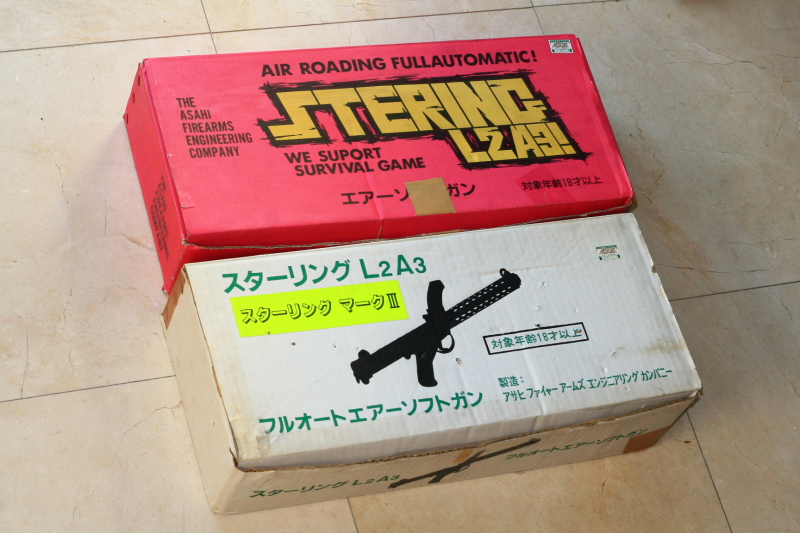 AIR ROADING FULLAUTOMATIC!
STERING
L2A3!
THE
ASAHI
FIREARMS
ENGINEERING
COMPANY
WE SUPORT
SURVIVAL GAME
エアーソ ガン
対象年齢18才以上
スターリング L2A3
スターリング マークⅢ
対象年齢18才以上
製造:
アサヒ ファイヤー アームズ エンジニアリング カンパニー
フルオートエアーソフトガン
スターリング L2A3
フルオートエアーソフトガン